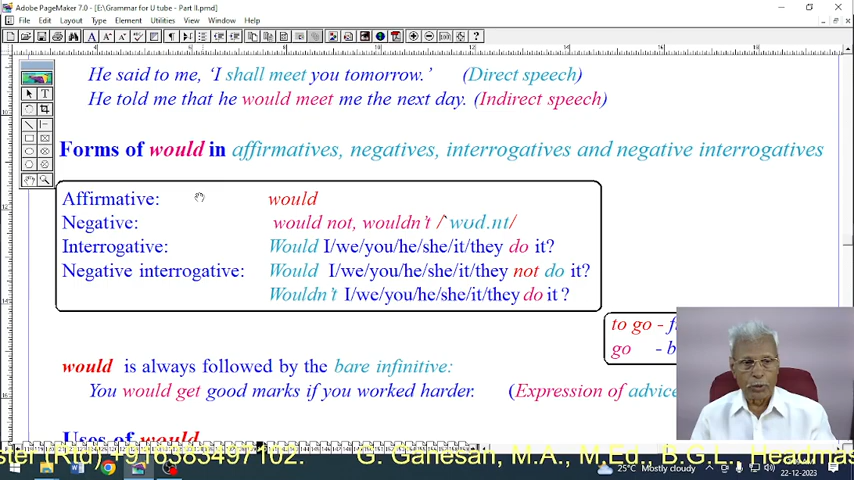 Adobe PageMaker 7.0 - [E:\Grammar for U tube - Part II.pmd]
File Edit Layout Type Element Utilities View Window Help
He said to me, ‘I shall meet you tomorrow.’ (Direct speech)
He told me that he would meet me the next day. (Indirect speech)
Forms of would in affirmatives, negatives, interrogatives and negative interrogatives
Affirmative: would
Negative: would not, wouldn’t /ˈwʊd.nt/
Interrogative: Would I/we/you/he/she/it/they do it?
Negative interrogative: Would I/we/you/he/she/it/they not do it?
Wouldn’t I/we/you/he/she/it/they do it ?
to go -
go - b
would is always followed by the bare infinitive:
You would get good marks if you worked harder. (Expression of advice
Uses of would
(Rtd) +916383497102. G. Ganesan, M.A., M.Ed., B.G.L., Headmas
25°C Mostly cloudy
22-12-2023